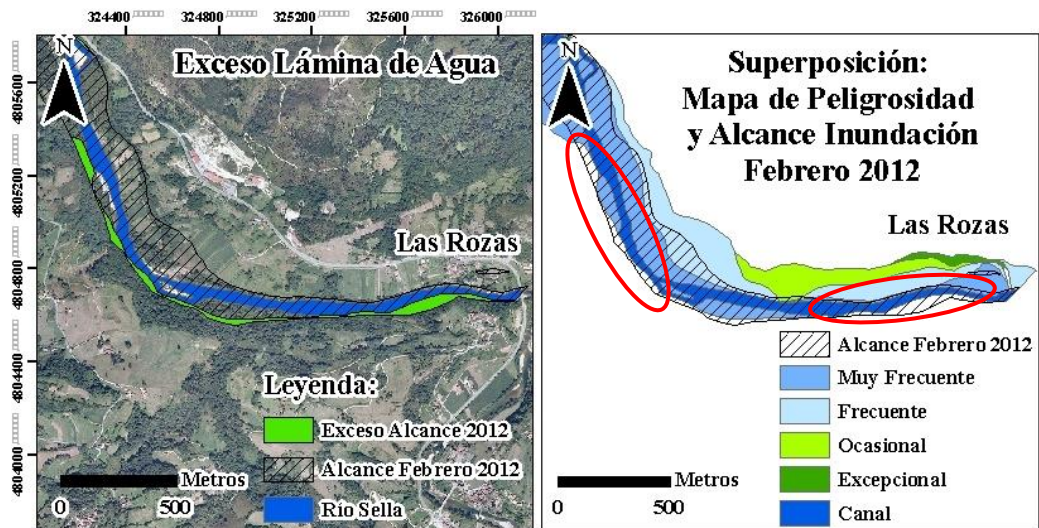 324400 324800 325200 325600 326000
4805600
4805200
4804800
4804400
4804000
N
Exceso Lámina de Agua
Las Rozas
Leyenda:
Exceso Alcance 2012
Alcance Febrero 2012
Río Sella
Metros
0 500
N
Superposición:
Mapa de Peligrosidad
y Alcance Inundación
Febrero 2012
Las Rozas
Alcance Febrero 2012
Muy Frecuente
Frecuente
Ocasional
Excepcional
Canal
Metros
0 500